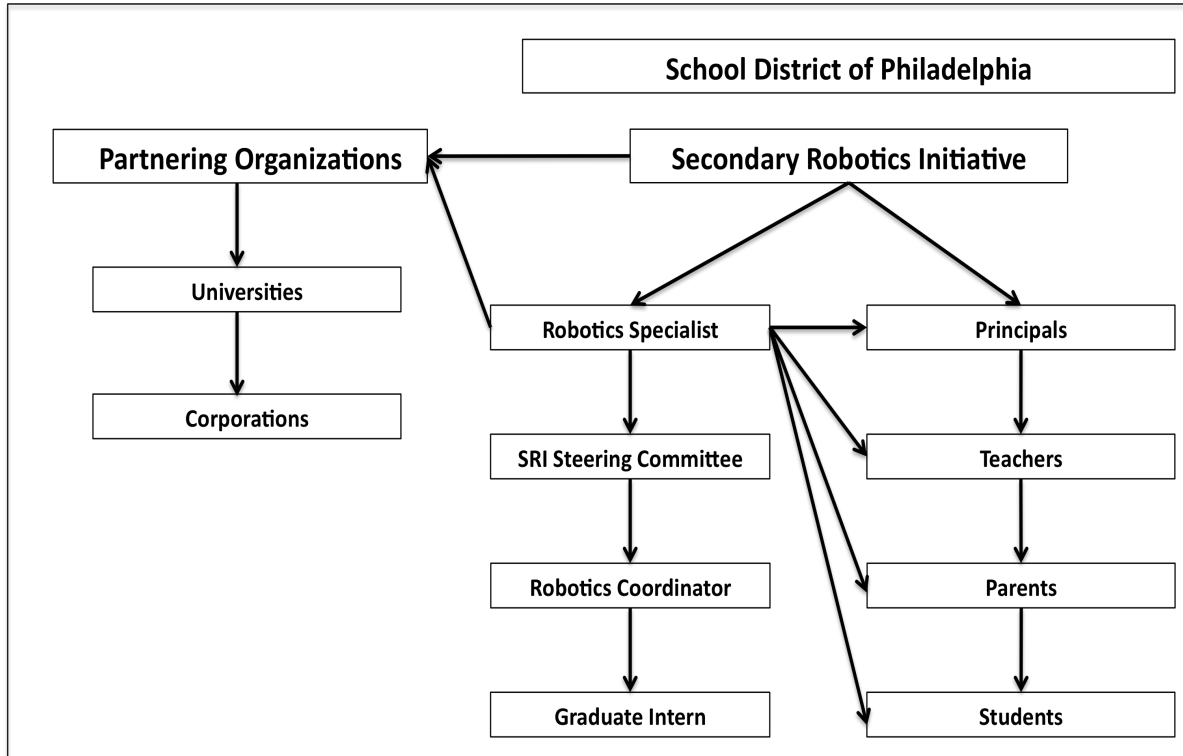 School District of Philadelphia
Partnering Organizations
Secondary Robotics Initiative
Universities
Corporations
Robotics Specialist
SRI Steering Committee
Robotics Coordinator
Graduate Intern
Principals
Teachers
Parents
Students